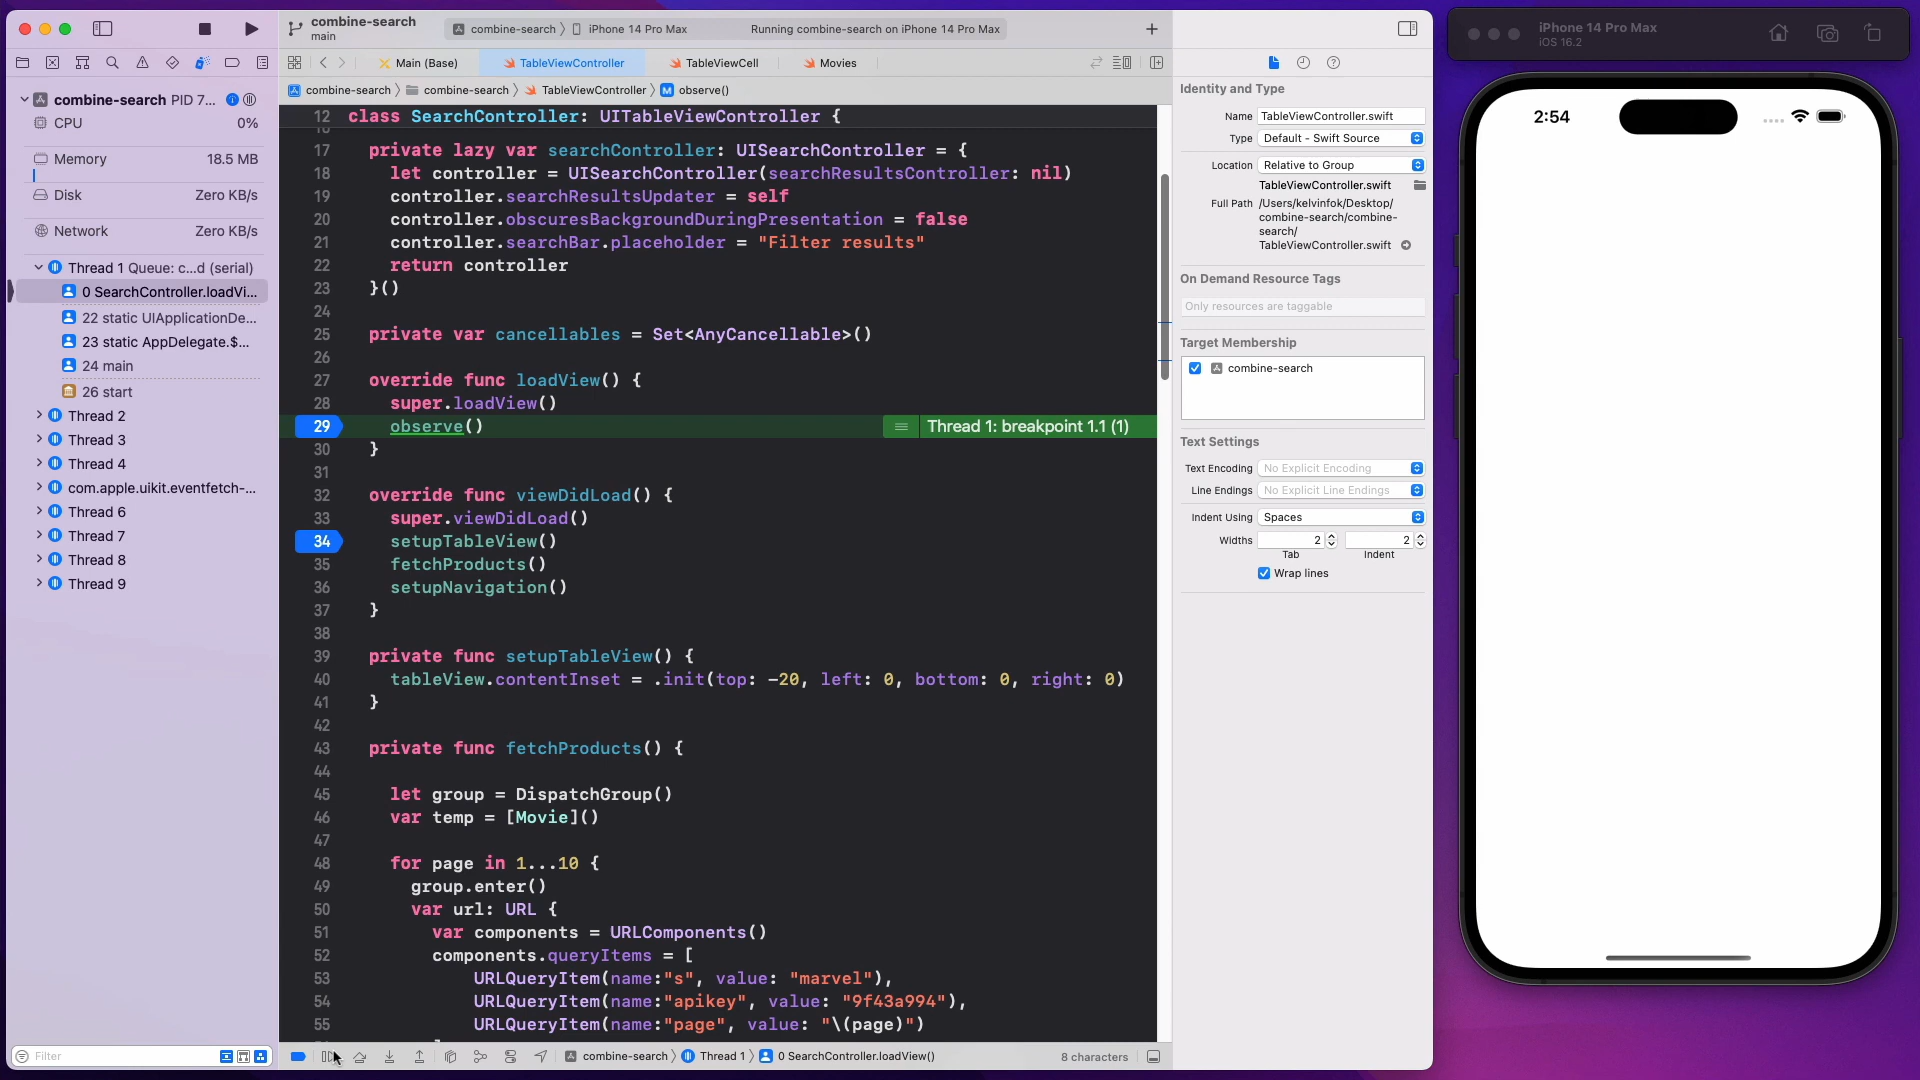 combine-search
main
combine-search
iPhone 14 Pro Max
Running combine-search on iPhone 14 Pro Max
Main (Base)
TableViewController
TableViewCell
Movies
combine-search
combine-search
TableViewController
M
observe()
combine-search PID 7...
CPU
0%
Memory
18.5 MB
Disk
Zero KB/s
Network
Zero KB/s
Thread 1 Queue: c...d (serial)
0 SearchController.loadVi...
22 static UIApplicationDe...
23 static AppDelegate.$...
24 main
26 start
Thread 2
Thread 3
Thread 4
com.apple.uikit.eventfetch-...
Thread 6
Thread 7
Thread 8
Thread 9
Filter
12 class SearchController: UITableViewController {
17 private lazy var searchController: UISearchController = {
18 let controller = UISearchController(searchResultsController: nil)
19 controller.searchResultsUpdater = self
20 controller.obscuresBackgroundDuringPresentation = false
21 controller.searchBar.placeholder = "Filter results"
22 return controller
23 }()
24
25 private var cancellables = Set<AnyCancellable>()
26
27 override func loadView() {
28 super.loadView()
29 observe()
Thread 1: breakpoint 1.1 (1)
30 }
31
32 override func viewDidLoad() {
33 super.viewDidLoad()
34 setupTableView()
35 fetchProducts()
36 setupNavigation()
37 }
38
39 private func setupTableView() {
40 tableView.contentInset = .init(top: -20, left: 0, bottom: 0, right: 0)
41 }
42
43 private func fetchProducts() {
44
45 let group = DispatchGroup()
46 var temp = [Movie]()
47
48 for page in 1...10 {
49 group.enter()
50 var url: URL {
51 var components = URLComponents()
52 components.queryItems = [
53 URLQueryItem(name:"s", value: "marvel"),
54 URLQueryItem(name:"apikey", value: "9f43a994"),
55 URLQueryItem(name:"page", value: "\(page)")
combine-search
Thread 1
0 SearchController.loadView()
8 characters
Identity and Type
Name TableViewController.swift
Type Default - Swift Source
Location Relative to Group
TableViewController.swift
Full Path /Users/kelvinfok/Desktop/
combine-search/combine-
search/
TableViewController.swift
On Demand Resource Tags
Only resources are taggable
Target Membership
combine-search
Text Settings
Text Encoding No Explicit Encoding
Line Endings No Explicit Line Endings
Indent Using Spaces
Widths 2 2
Tab Indent
Wrap lines
iPhone 14 Pro Max
iOS 16.2
2:54